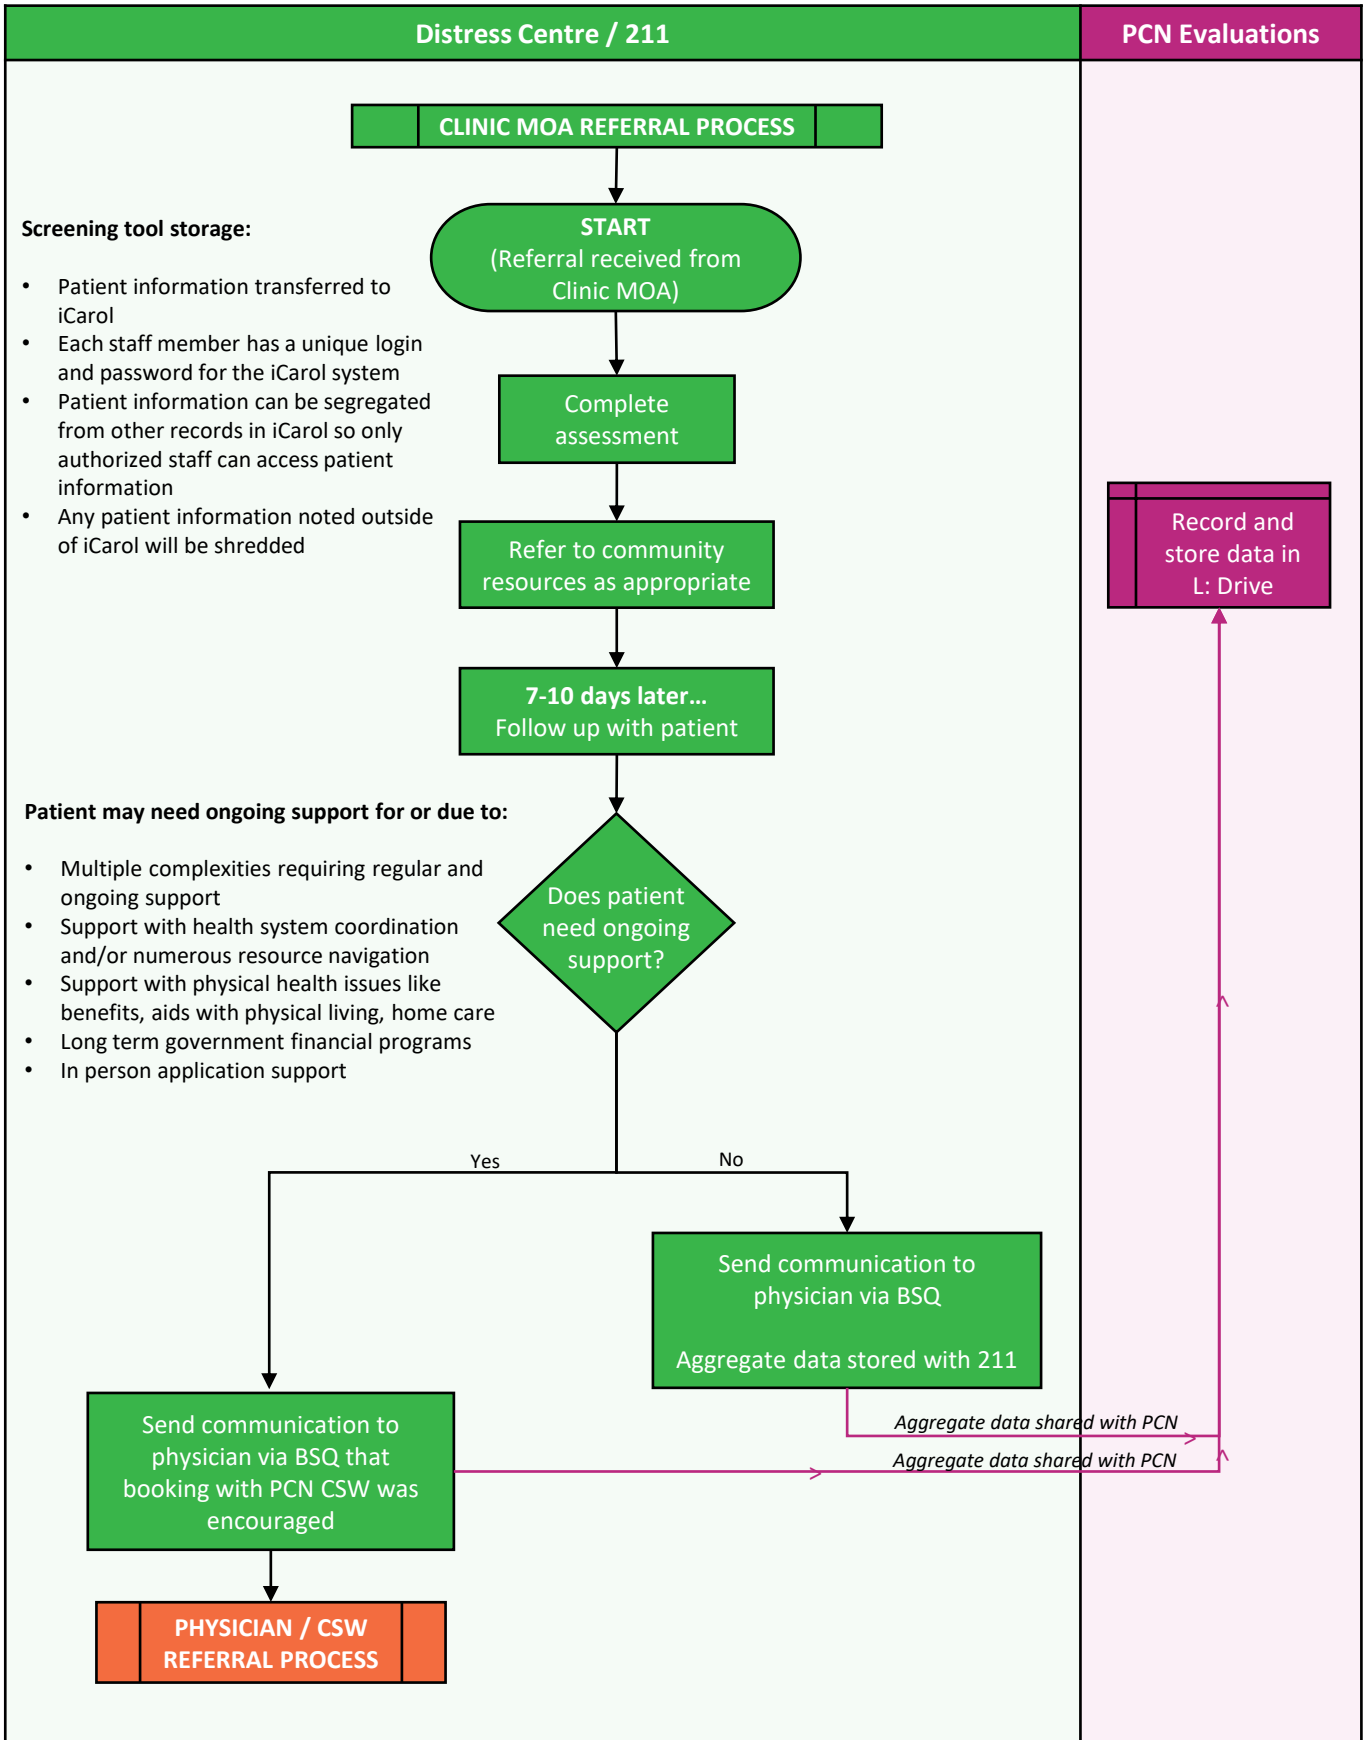 Distress Centre / 211
PCN Evaluations
CLINIC MOA REFERRAL PROCESS
START
(Referral received from
Clinic MOA)
Screening tool storage:
• Patient information transferred to
iCarol
• Each staff member has a unique login
and password for the iCarol system
• Patient information can be segregated
from other records in iCarol so only
authorized staff can access patient
information
• Any patient information noted outside
of iCarol will be shredded
Complete
assessment
Refer to community
resources as appropriate
Record and
store data in
L: Drive
7-10 days later…
Follow up with patient
Patient may need ongoing support for or due to:
• Multiple complexities requiring regular and
ongoing support
• Support with health system coordination
and/or numerous resource navigation
• Support with physical health issues like
benefits, aids with physical living, home care
• Long term government financial programs
• In person application support
Does patient
need ongoing
support?
Yes
No
Send communication to
physician via BSQ
Aggregate data stored with 211
Aggregate data shared with PCN
Send communication to
physician via BSQ that
booking with PCN CSW was
encouraged
Aggregate data shared with PCN
PHYSICIAN / CSW
REFERRAL PROCESS